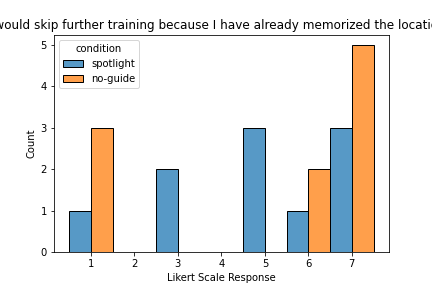 would skip further training because I have already memorized the locatio
condition
spotlight
no-guide
Count
5
4
3
2
1
0
1 2 3 4 5 6 7
Likert Scale Response